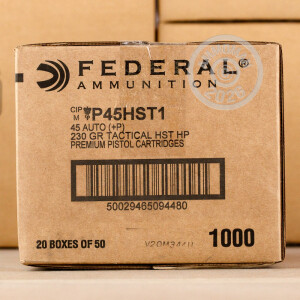 FEDERAL®
AMMUNITION
CIP
M P45HST1
45 AUTO (+P)
230 GR TACTICAL HST HP
PREMIUM PISTOL CARTRIDGES
50029465094480
20 BOXES OF 50
1000